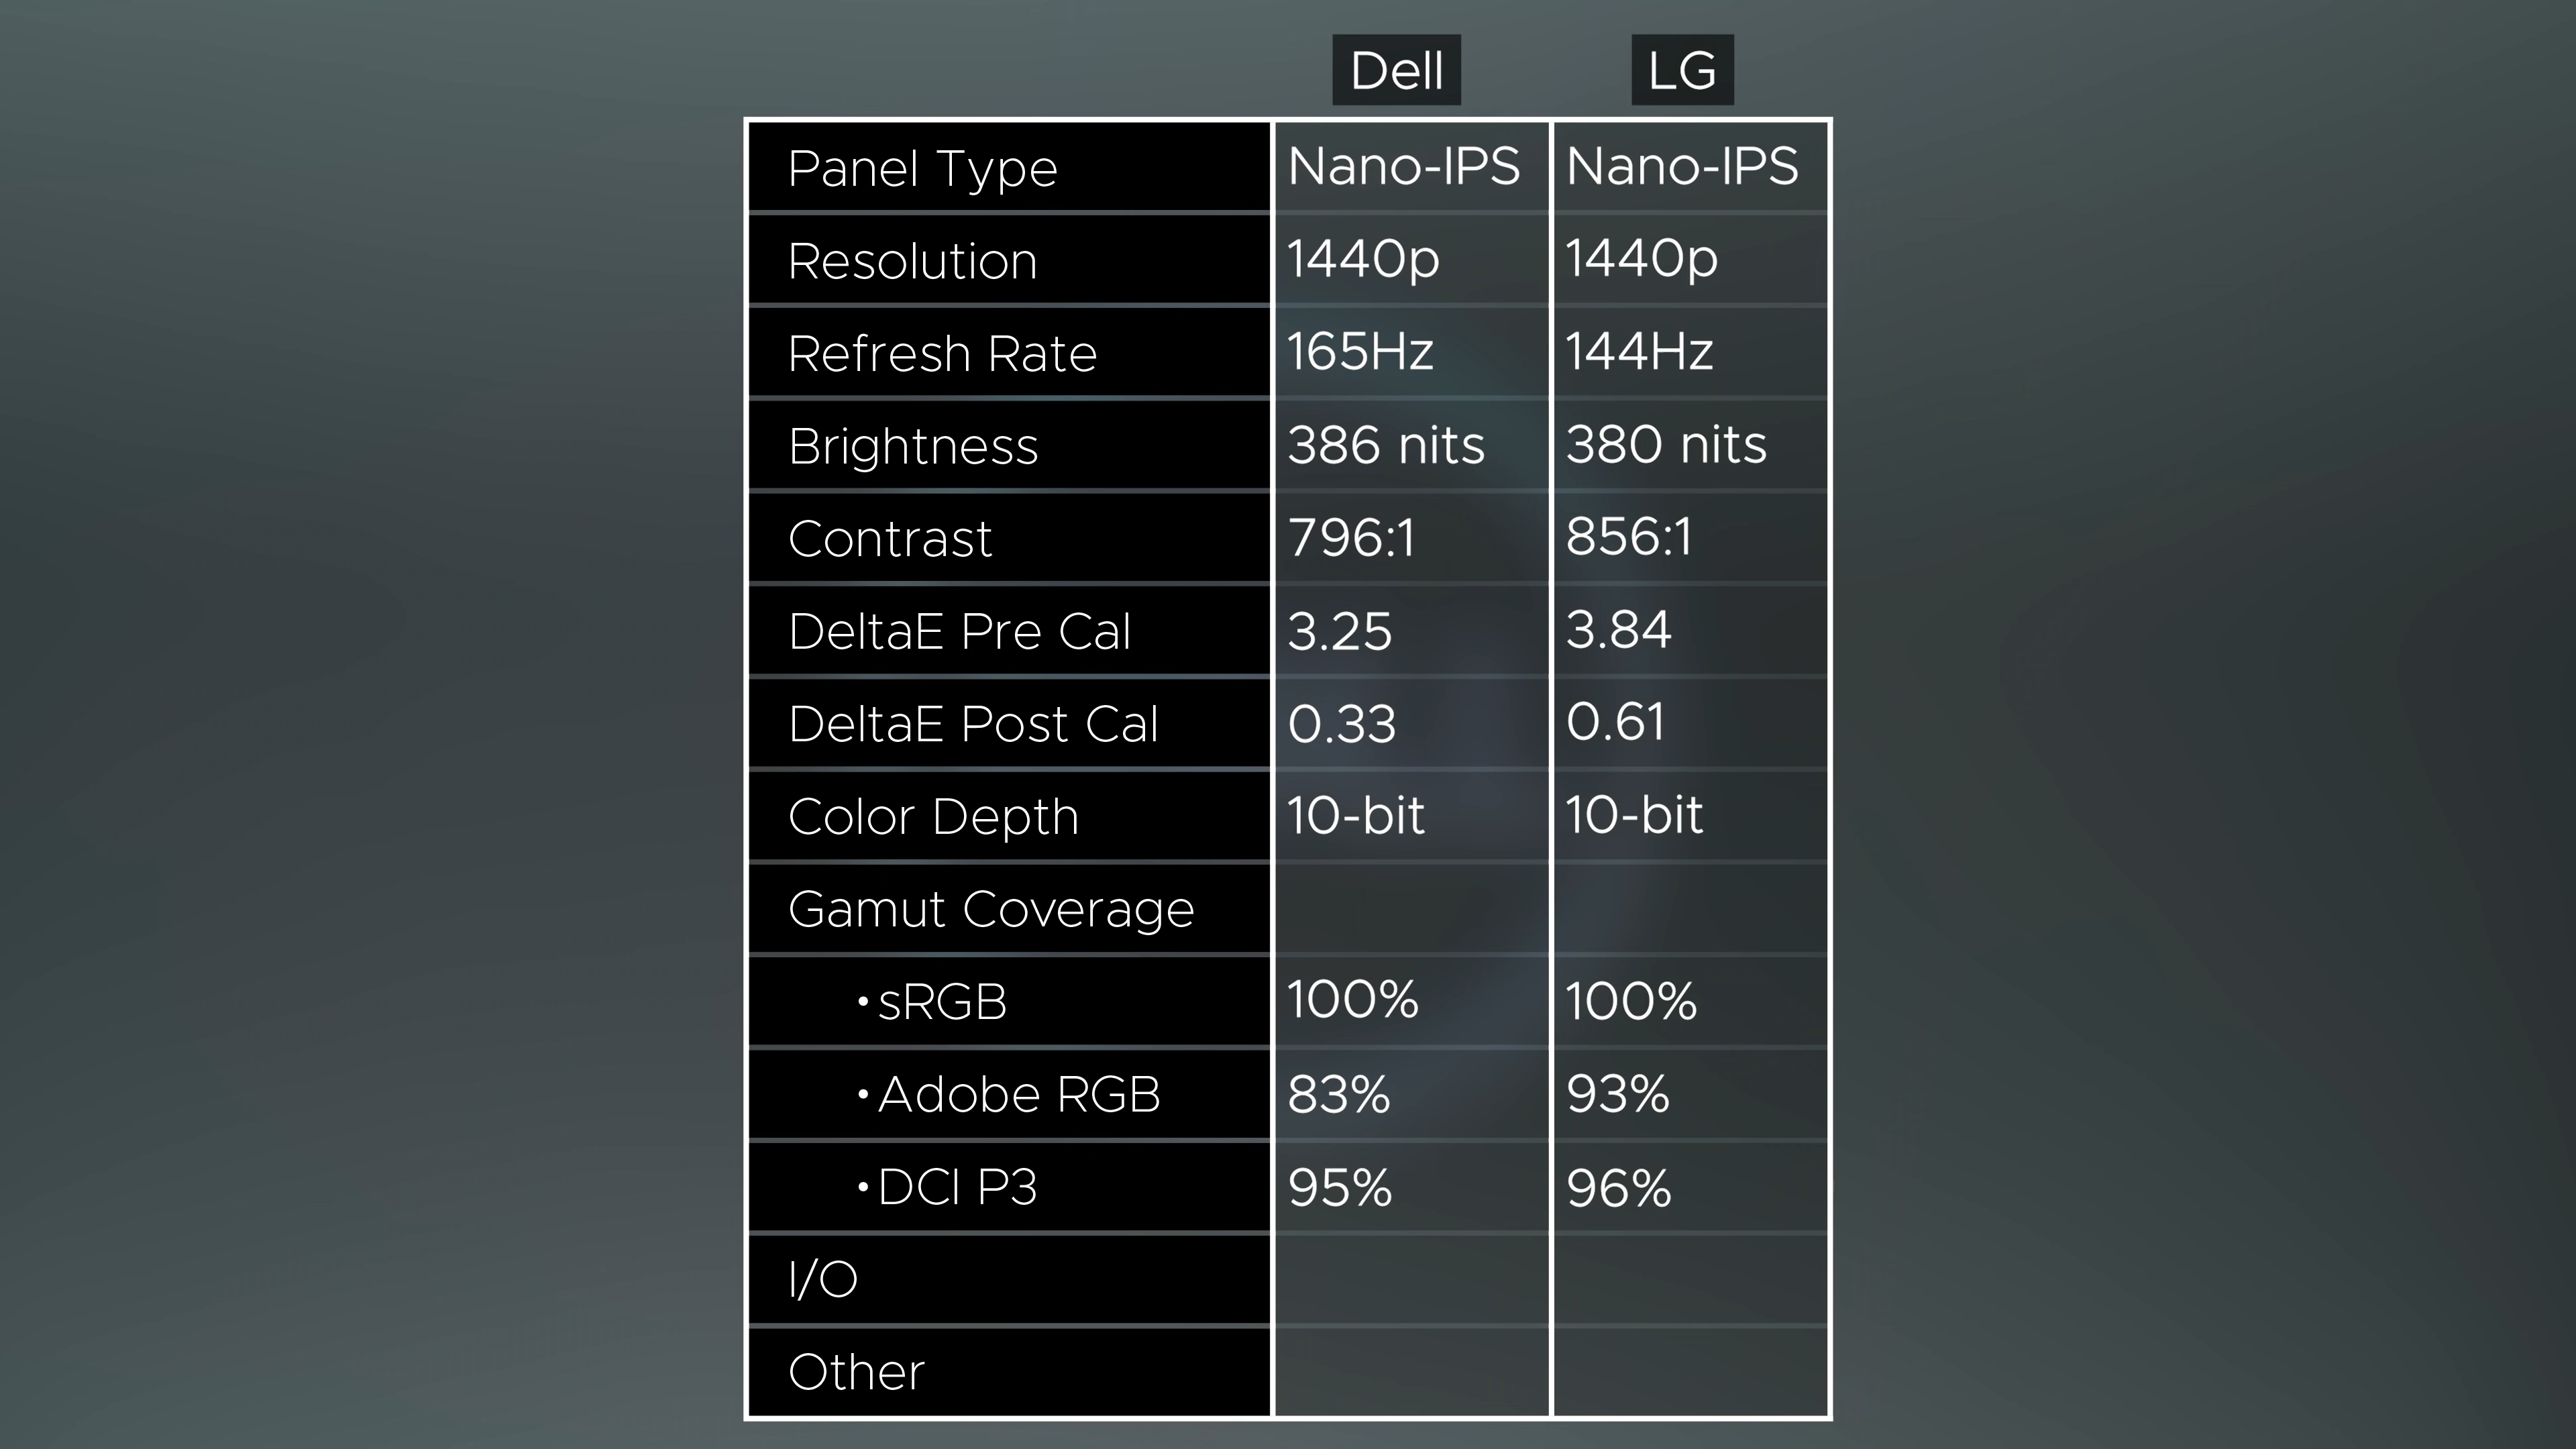 Dell LG
Panel Type Nano-IPS Nano-IPS
Resolution 1440p 1440p
Refresh Rate 165Hz 144Hz
Brightness 386 nits 380 nits
Contrast 796:1 856:1
DeltaE Pre Cal 3.25 3.84
DeltaE Post Cal 0.33 0.61
Color Depth 10-bit 10-bit
Gamut Coverage
•sRGB 100% 100%
•Adobe RGB 83% 93%
•DCI P3 95% 96%
I/O
Other